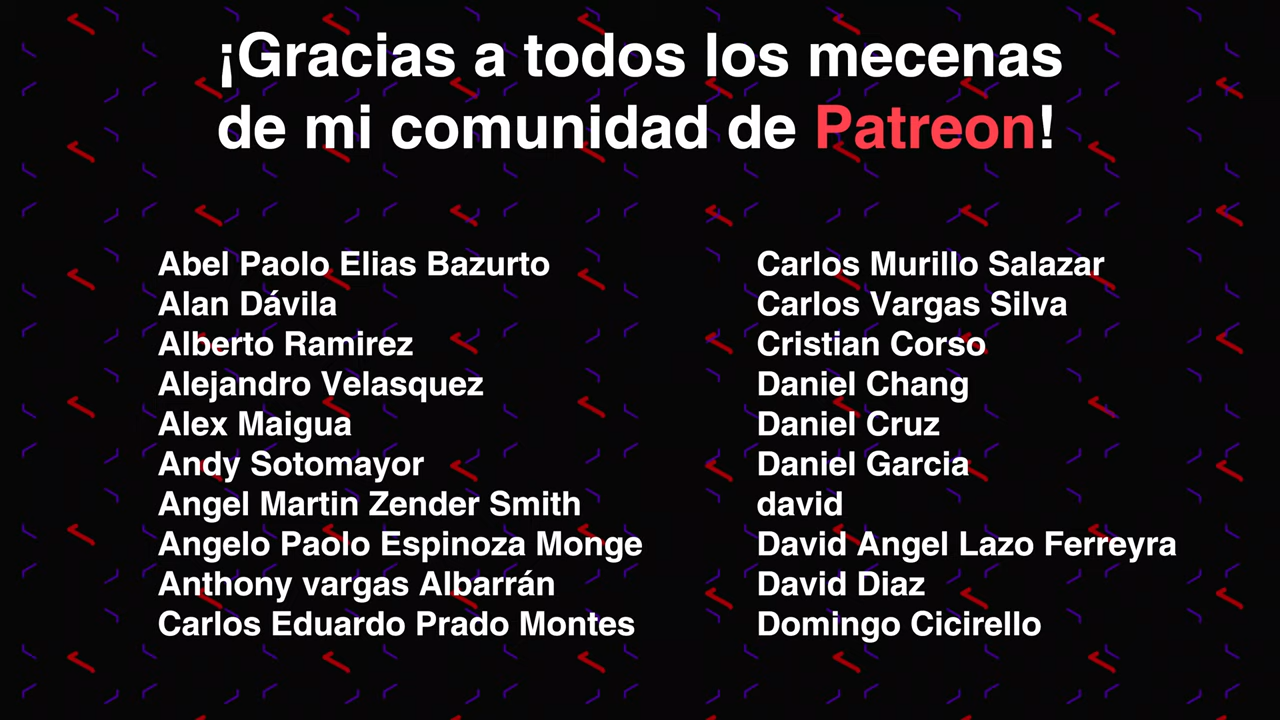 ¡Gracias a todos los mecenas
de mi comunidad de Patreon!
Abel Paolo Elias Bazurto
Alan Dávila
Alberto Ramirez
Alejandro Velasquez
Alex Maigua
Andy Sotomayor
Angel Martin Zender Smith
Angelo Paolo Espinoza Monge
Anthony vargas Albarrán
Carlos Eduardo Prado Montes
Carlos Murillo Salazar
Carlos Vargas Silva
Cristian Corso
Daniel Chang
Daniel Cruz
Daniel Garcia
david
David Angel Lazo Ferreyra
David Diaz
Domingo Cicirello